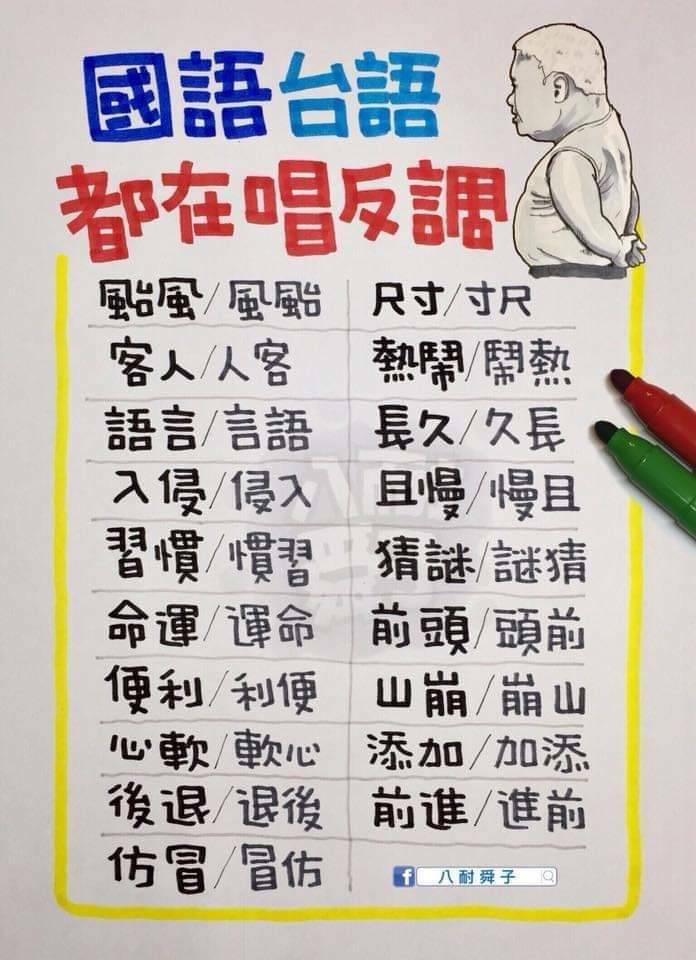 國語台語
都在唱反調
颱風/風颱
尺寸/寸尺
客人/人客
熱鬧/鬧熱
語言/言語
長久/久長
入侵/侵入
且慢/慢且
習慣/慣習
猜謎/謎猜
命運/運命
前頭/頭前
便利/利便
山崩/崩山
心軟/軟心
添加/加添
後退/退後
前進/進前
仿冒/冒仿
八耐舜子